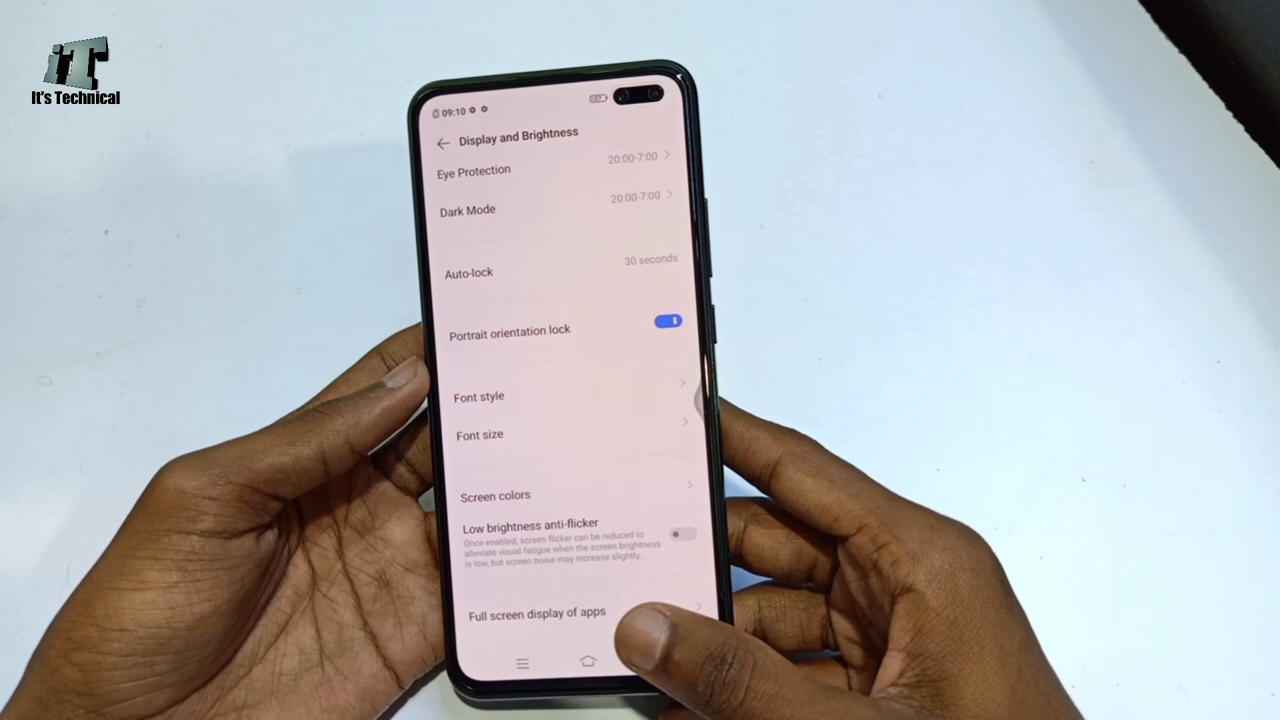 iT
It's Technical
09:10
Display and Brightness
Eye Protection 20:00-7:00
Dark Mode 20:00-7:00
Auto-lock 30 seconds
Portrait orientation lock
Font style
Font size
Screen colors
Low brightness anti-flicker
Once enabled, screen flicker can be reduced to
alleviate visual fatigue when the screen brightness
is low, but screen noise may increase slightly.
Full screen display of apps